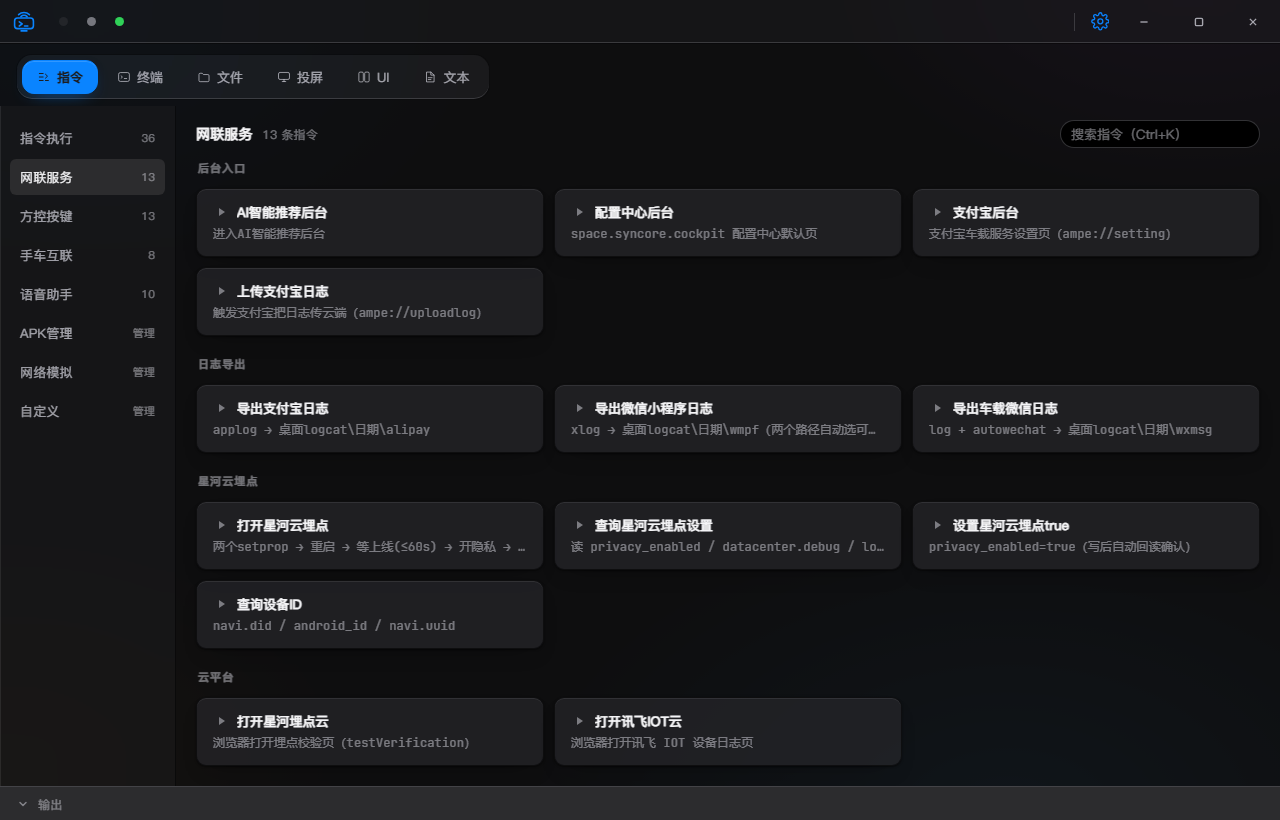 指令
终端
文件
投屏
UI
文本
指令执行 36
网联服务 13
方控按键 13
手车互联 8
语音助手 10
APK管理 管理
网络模拟 管理
自定义 管理
网联服务 13 条指令
搜索指令（Ctrl+K）
后台入口
AI智能推荐后台
进入AI智能推荐后台
配置中心后台
space.syncore.cockpit 配置中心默认页
支付宝后台
支付宝车载服务设置页（ampe://setting）
上传支付宝日志
触发支付宝把日志传云端（ampe://uploadlog）
日志导出
导出支付宝日志
applog → 桌面logcat\日期\alipay
导出微信小程序日志
xlog → 桌面logcat\日期\wmpf（两个路径自动选可…
导出车载微信日志
log + autowechat → 桌面logcat\日期\wxmsg
星河云埋点
打开星河云埋点
两个setprop → 重启 → 等上线(≤60s) → 开隐私 → …
查询星河云埋点设置
读 privacy_enabled / datacenter.debug / lo…
设置星河云埋点true
privacy_enabled=true（写后自动回读确认）
查询设备ID
navi.did / android_id / navi.uuid
云平台
打开星河埋点云
浏览器打开埋点校验页（testVerification）
打开讯飞IOT云
浏览器打开讯飞 IOT 设备日志页
输出